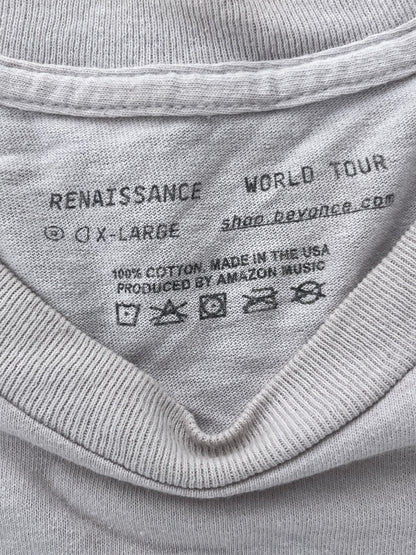 RENAISSANCE WORLD TOUR
X-LARGE shop.beyonce.com
100% COTTON. MADE IN THE USA
PRODUCED BY AMAZON MUSIC